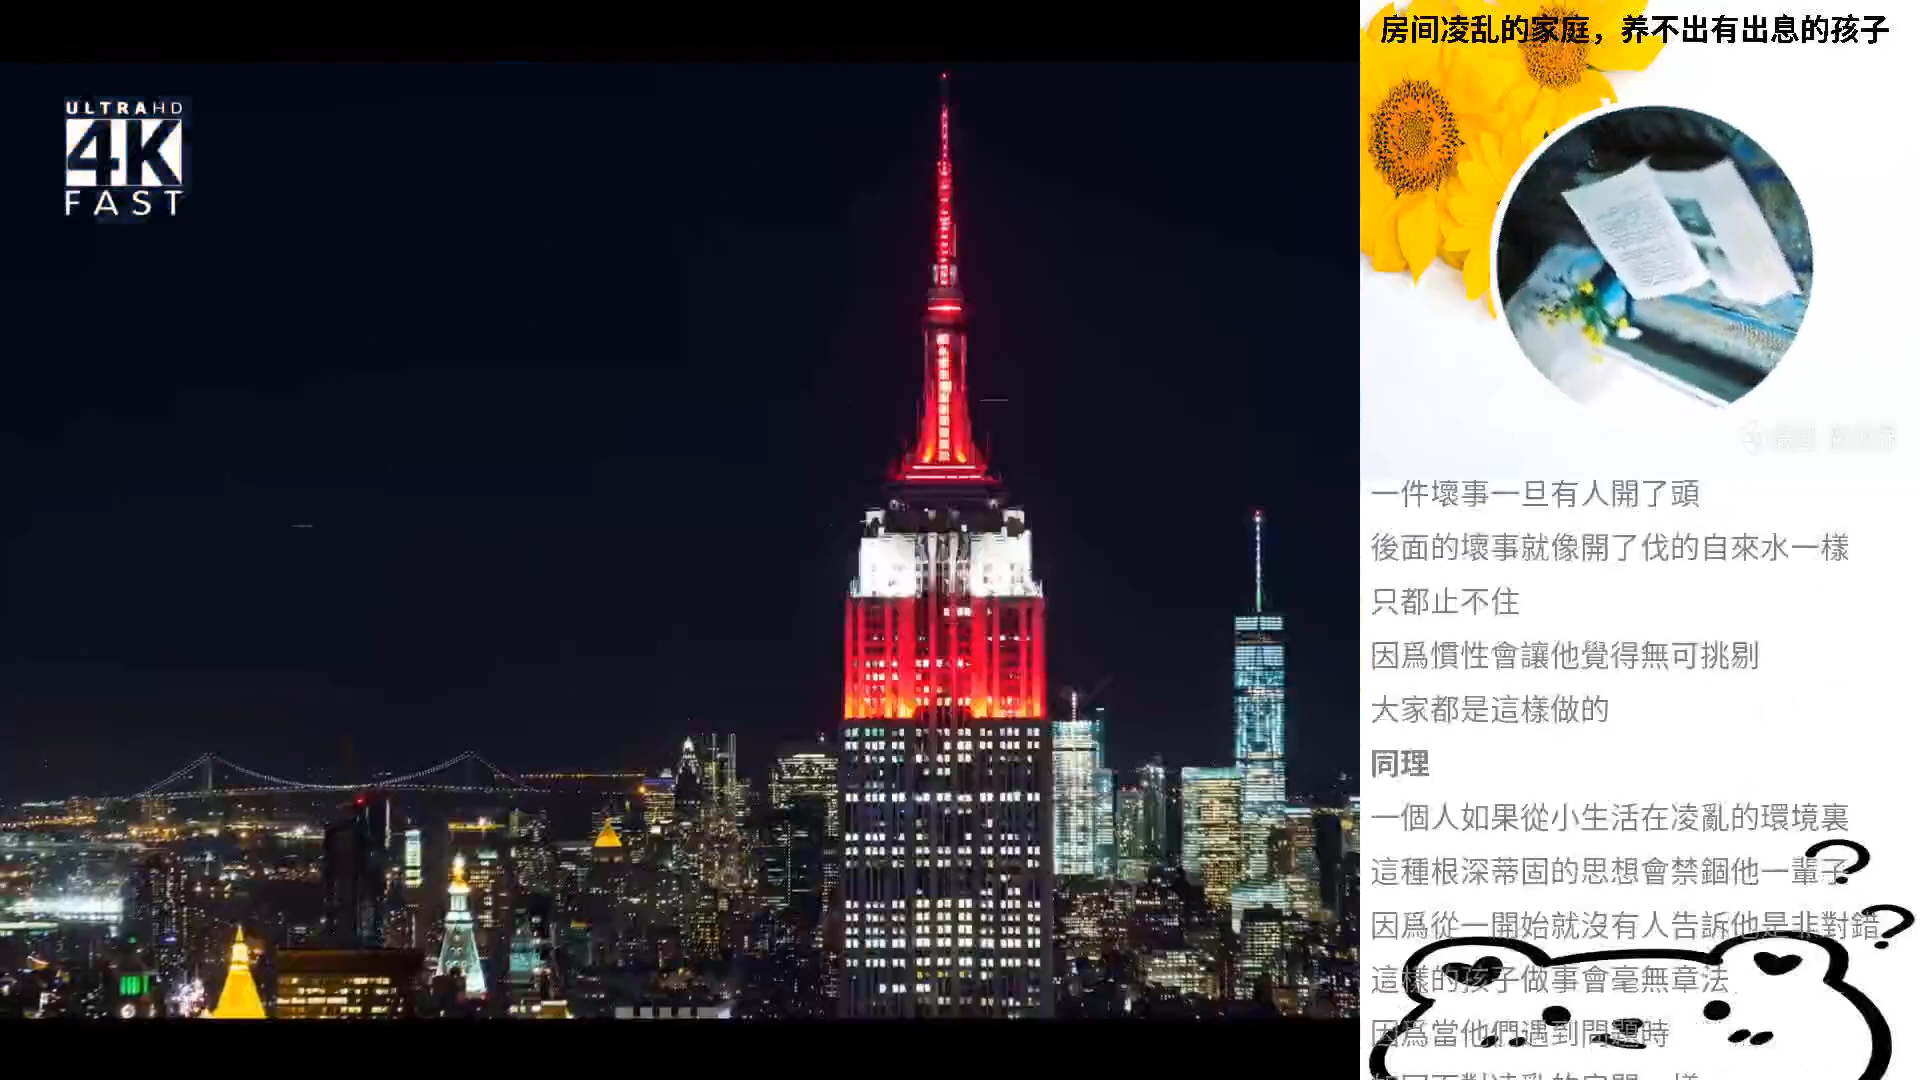 ULTRAHD
4K
FAST
房间凌乱的家庭，养不出有出息的孩子
一件壞事一旦有人開了頭
後面的壞事就像開了伐的自來水一樣
只都止不住
因爲慣性會讓他覺得無可挑剔
大家都是這樣做的
同理
一個人如果從小生活在凌亂的環境裏
這種根深蒂固的思想會禁錮他一輩子
因爲從一開始就沒有人告訴他是非對錯
這樣的孩子做事會毫無章法
因爲當他們遇到問題時